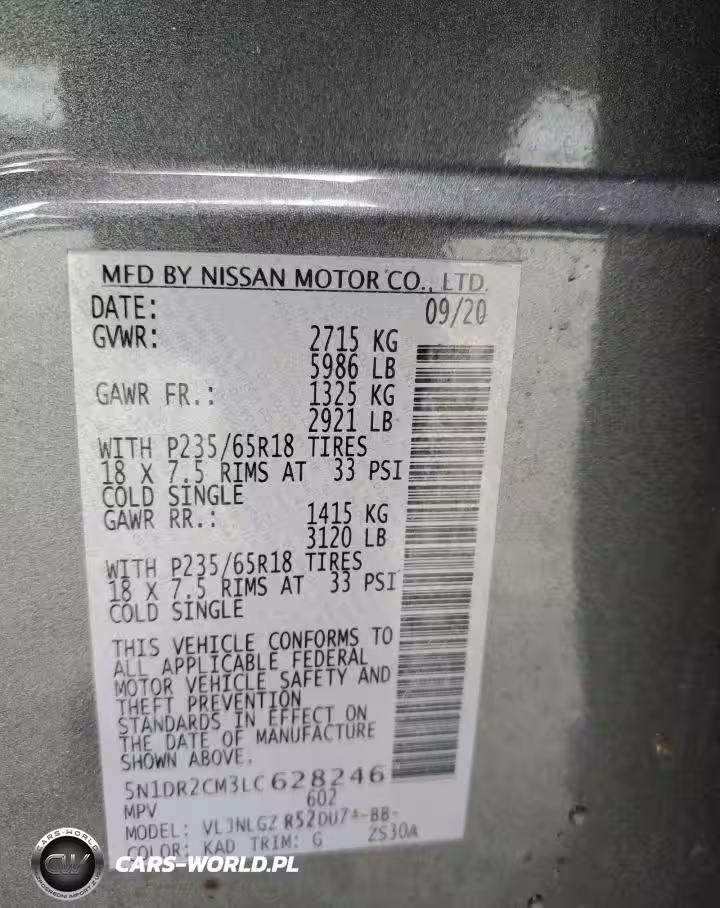 MFD BY NISSAN MOTOR CO., LTD.
DATE: 09/20
GVWR: 2715 KG
5986 LB
GAWR FR.: 1325 KG
2921 LB
WITH P235/65R18 TIRES
18 X 7.5 RIMS AT 33 PSI
COLD SINGLE
GAWR RR.: 1415 KG
3120 LB
WITH P235/65R18 TIRES
18 X 7.5 RIMS AT 33 PSI
COLD SINGLE
THIS VEHICLE CONFORMS TO
ALL APPLICABLE FEDERAL
MOTOR VEHICLE SAFETY AND
THEFT PREVENTION
STANDARDS IN EFFECT ON
THE DATE OF MANUFACTURE
SHOWN ABOVE.
5N1DR2CM3LC628246
MPV 602
MODEL: R52DU7*-BB-
COLOR: KAD TRIM: G 2S30A
CARS-WORLD
CW
CARS-WORLD.PL